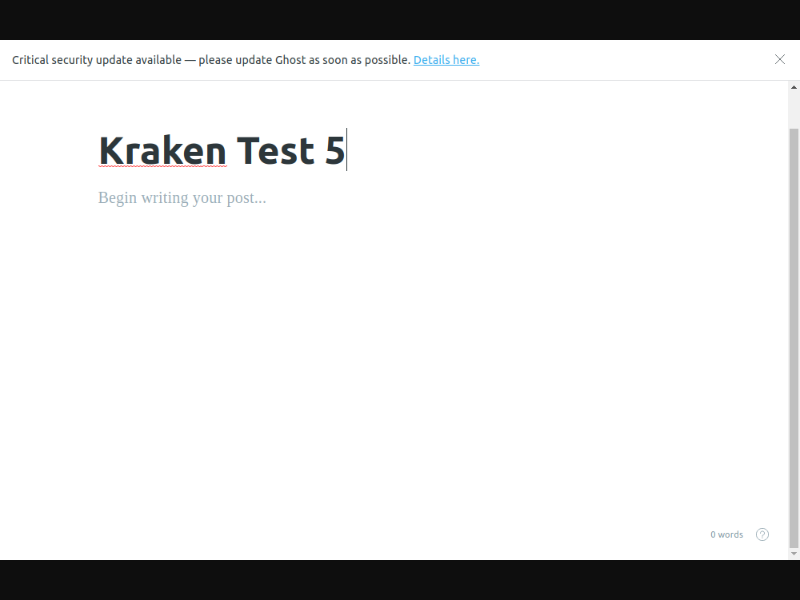 Critical security update available — please update Ghost as soon as possible. Details here.
Kraken Test 5
Begin writing your post...
0 words
?